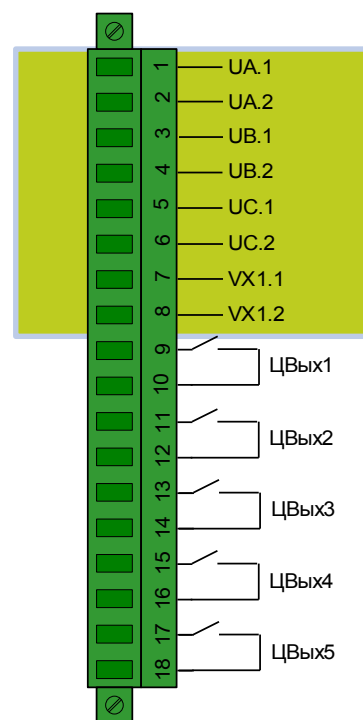 1 UA.1
2 UA.2
3 UB.1
4 UB.2
5 UC.1
6 UC.2
7 VX1.1
8 VX1.2
9
ЦВых1
10
11
ЦВых2
12
13
ЦВых3
14
15
ЦВых4
16
17
ЦВых5
18